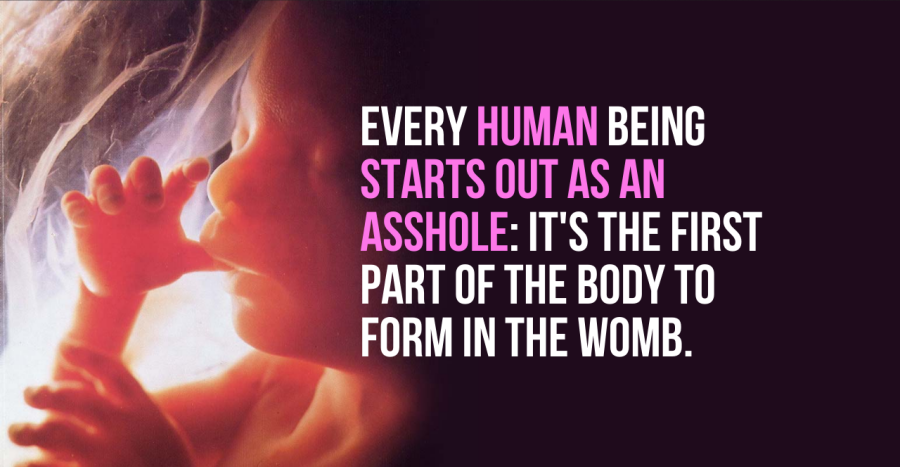 EVERY HUMAN BEING
STARTS OUT AS AN
ASSHOLE: IT'S THE FIRST
PART OF THE BODY TO
FORM IN THE WOMB.